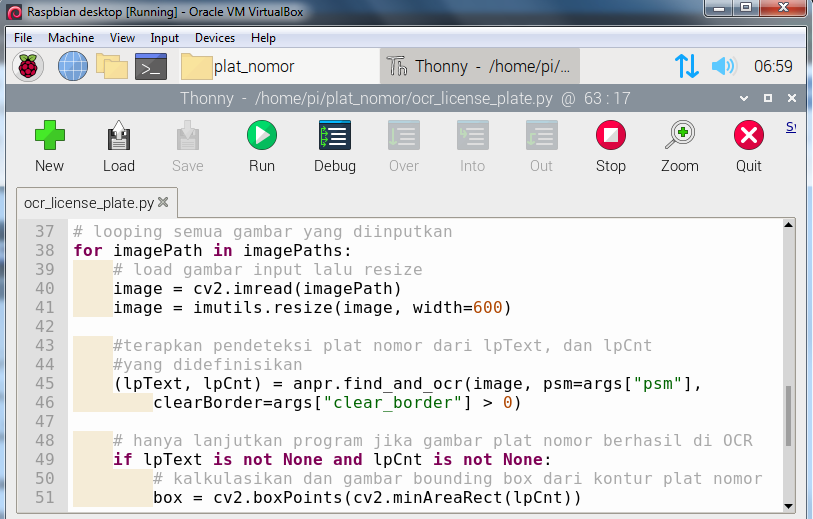 Raspbian desktop [Running] - Oracle VM VirtualBox
File Machine View Input Devices Help
plat_nomor
Th Thonny - /home/pi/...
06:59
Thonny - /home/pi/plat_nomor/ocr_license_plate.py @ 63 : 17
New Load Save Run Debug Over Into Out Stop Zoom Quit
ocr_license_plate.py
37 # looping semua gambar yang diinputkan
38 for imagePath in imagePaths:
39     # load gambar input lalu resize
40     image = cv2.imread(imagePath)
41     image = imutils.resize(image, width=600)
42
43     #terapkan pendeteksi plat nomor dari lpText, dan lpCnt
44     #yang didefinisikan
45     (lpText, lpCnt) = anpr.find_and_ocr(image, psm=args["psm"],
46         clearBorder=args["clear_border"] > 0)
47
48     # hanya lanjutkan program jika gambar plat nomor berhasil di OCR
49     if lpText is not None and lpCnt is not None:
50         # kalkulasikan dan gambar bounding box dari kontur plat nomor
51         box = cv2.boxPoints(cv2.minAreaRect(lpCnt))